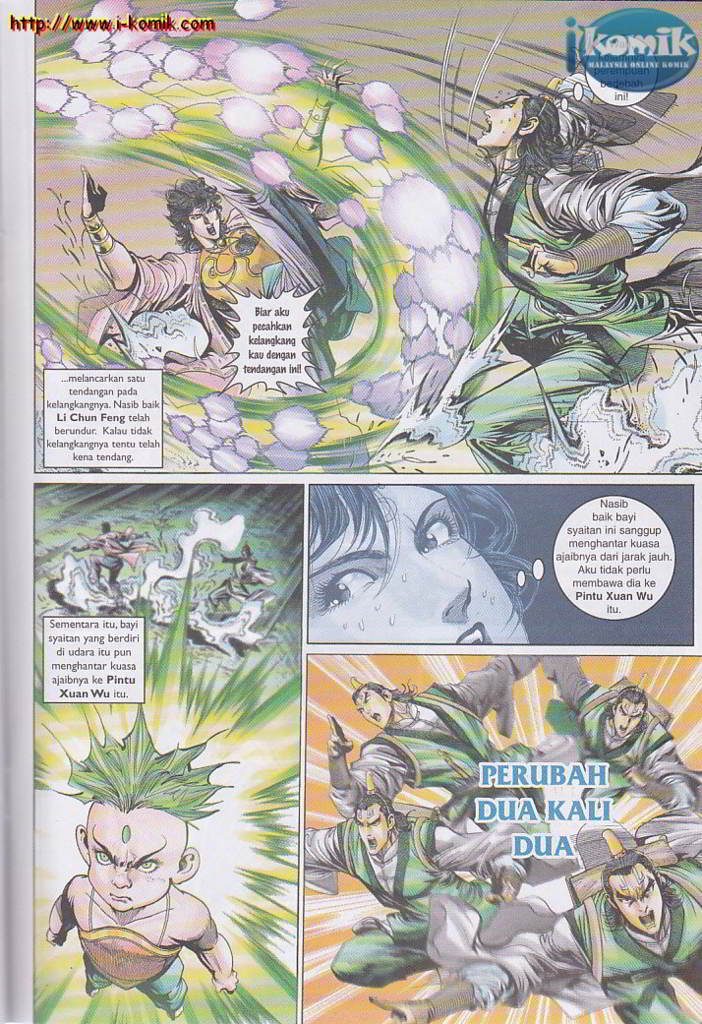 http://www.i-komik.com
ikomik
MALAYSIA ONLINE KOMIK
perempuan
bedebah
ini!
Biar aku
pecahkan
kelangkang
kau dengan
tendangan ini!
...melancarkan satu
tendangan pada
kelangkangnya. Nasib baik
Li Chun Feng telah
berundur. Kalau tidak
kelangkangnya tentu telah
kena tendang.
Nasib
baik bayi
syaitan ini sanggup
menghantar kuasa
ajaibnya dari jarak jauh.
Aku tidak perlu
membawa dia ke
Pintu Xuan Wu
itu.
Sementara itu, bayi
syaitan yang berdiri
di udara itu pun
menghantar kuasa
ajaibnya ke Pintu
Xuan Wu itu.
PERUBAH
DUA KALI
DUA